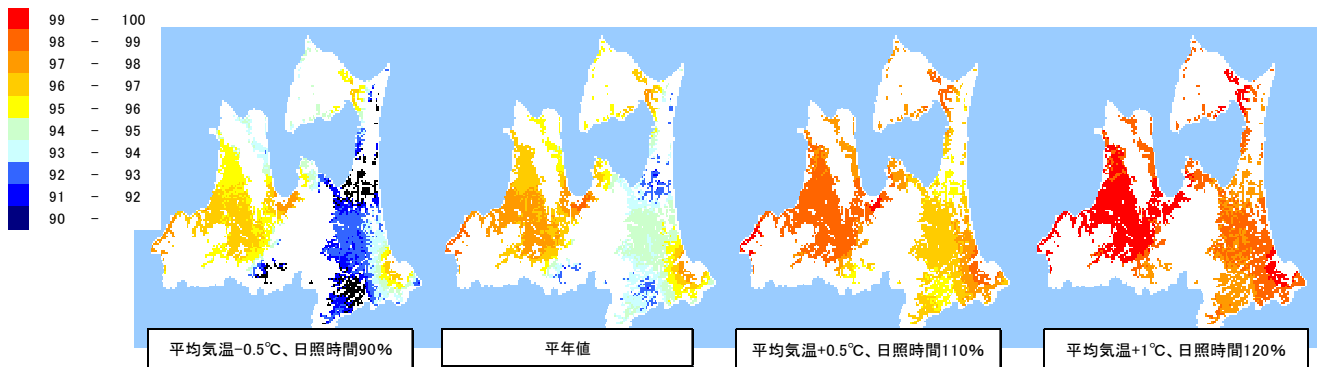 99 - 100
98 - 99
97 - 98
96 - 97
95 - 96
94 - 95
93 - 94
92 - 93
91 - 92
90 -
平均気温-0.5℃、日照時間90%
平年値
平均気温+0.5℃、日照時間110%
平均気温+1℃、日照時間120%